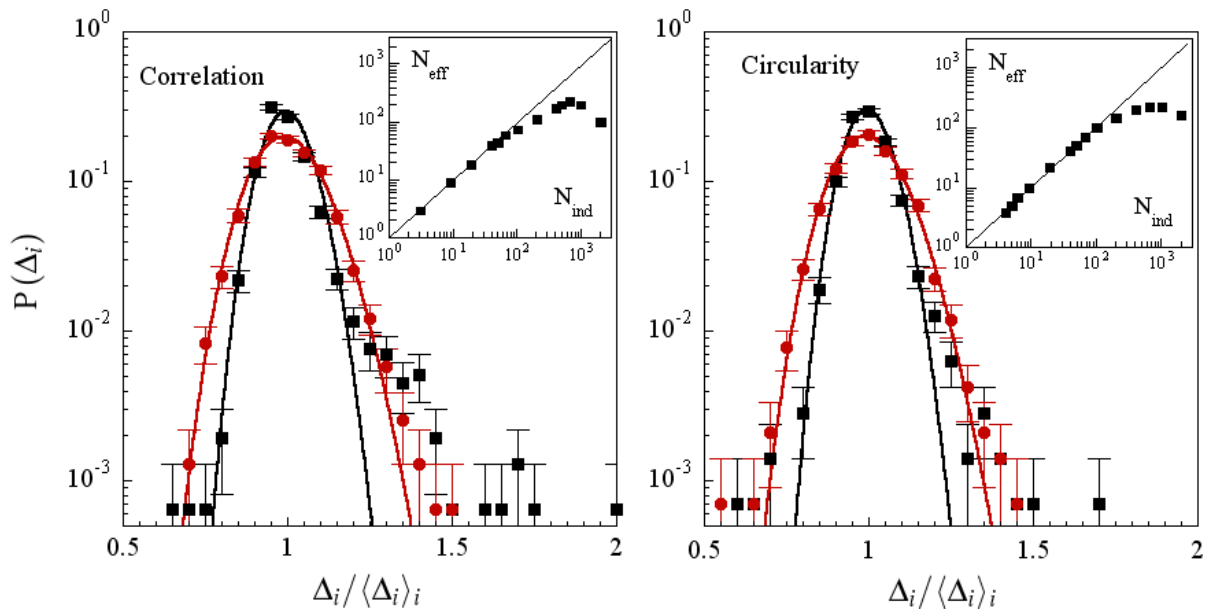 10^0
10^-1
10^-2
10^-3
P (Δ_i)
Correlation
10^3
10^2
10^1
10^0
N_eff
N_ind
10^0 10^1 10^2 10^3
0.5 1 1.5 2
Δ_i/⟨Δ_i⟩_i
10^0
10^-1
10^-2
10^-3
Circularity
10^3
10^2
10^1
10^0
N_eff
N_ind
10^0 10^1 10^2 10^3
0.5 1 1.5 2
Δ_i/⟨Δ_i⟩_i